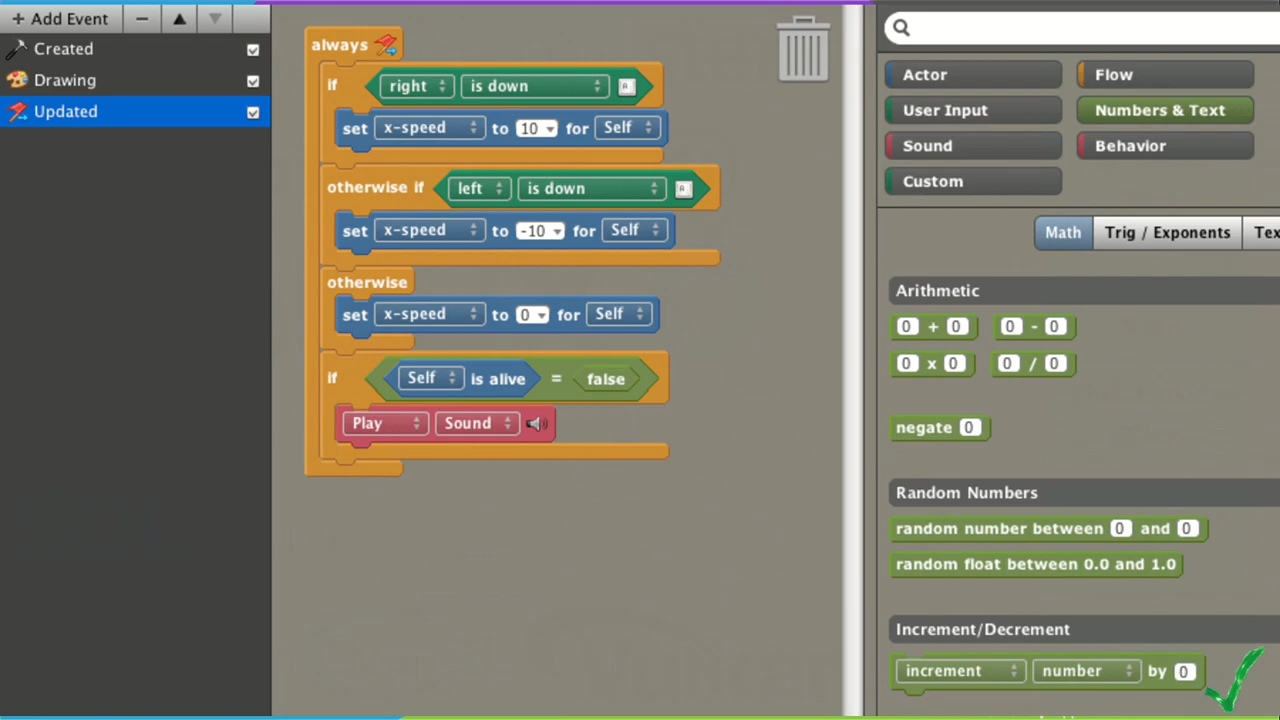 + Add Event
Created
Drawing
Updated
always
if right is down
set x-speed to 10 for Self
otherwise if left is down
set x-speed to -10 for Self
otherwise
set x-speed to 0 for Self
if Self is alive = false
Play Sound
Actor Flow
User Input Numbers & Text
Sound Behavior
Custom
Math Trig / Exponents
Arithmetic
0 + 0 0 - 0
0 x 0 0 / 0
negate 0
Random Numbers
random number between 0 and 0
random float between 0.0 and 1.0
Increment/Decrement
increment number by 0